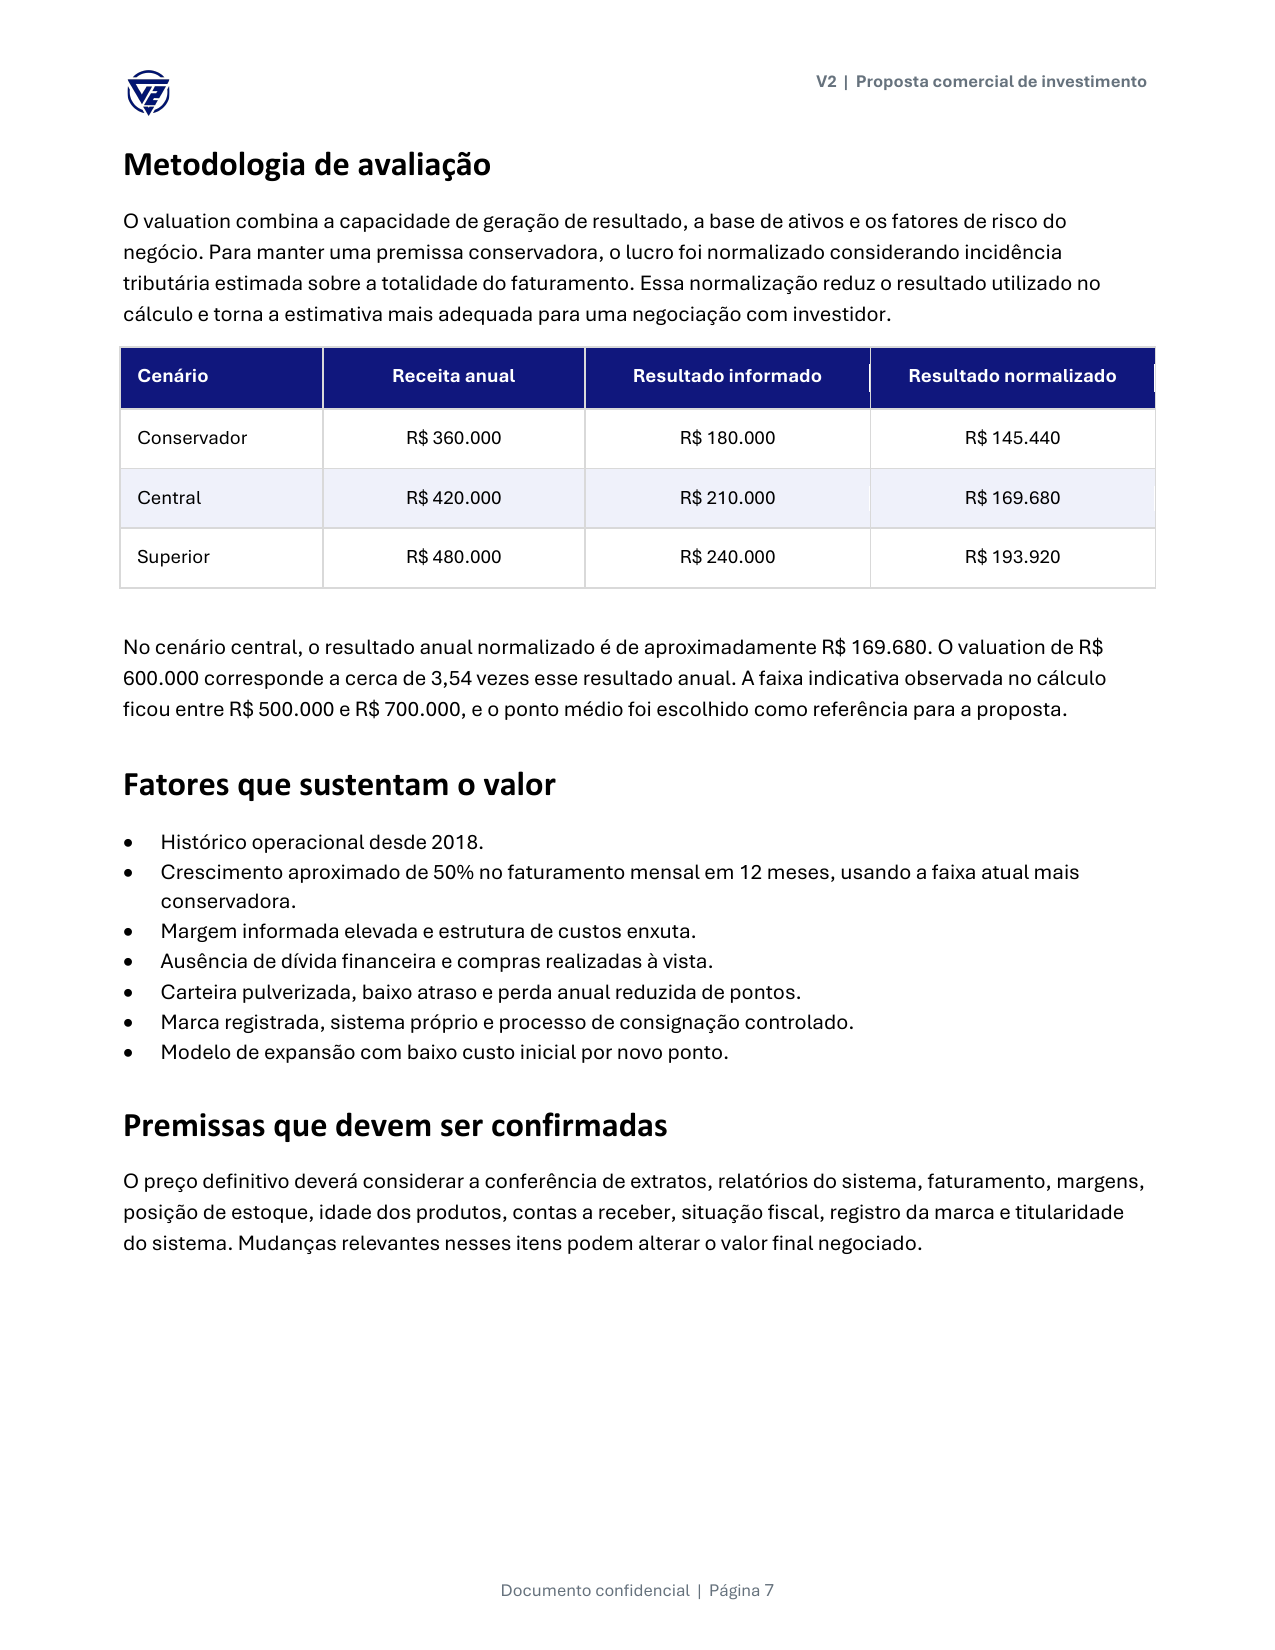 V2 | Proposta comercial de investimento
Metodologia de avaliação
O valuation combina a capacidade de geração de resultado, a base de ativos e os fatores de risco do
negócio. Para manter uma premissa conservadora, o lucro foi normalizado considerando incidência
tributária estimada sobre a totalidade do faturamento. Essa normalização reduz o resultado utilizado no
cálculo e torna a estimativa mais adequada para uma negociação com investidor.
Cenário Receita anual Resultado informado Resultado normalizado
Conservador R$ 360.000 R$ 180.000 R$ 145.440
Central R$ 420.000 R$ 210.000 R$ 169.680
Superior R$ 480.000 R$ 240.000 R$ 193.920
No cenário central, o resultado anual normalizado é de aproximadamente R$ 169.680. O valuation de R$
600.000 corresponde a cerca de 3,54 vezes esse resultado anual. A faixa indicativa observada no cálculo
ficou entre R$ 500.000 e R$ 700.000, e o ponto médio foi escolhido como referência para a proposta.
Fatores que sustentam o valor
• Histórico operacional desde 2018.
• Crescimento aproximado de 50% no faturamento mensal em 12 meses, usando a faixa atual mais
conservadora.
• Margem informada elevada e estrutura de custos enxuta.
• Ausência de dívida financeira e compras realizadas à vista.
• Carteira pulverizada, baixo atraso e perda anual reduzida de pontos.
• Marca registrada, sistema próprio e processo de consignação controlado.
• Modelo de expansão com baixo custo inicial por novo ponto.
Premissas que devem ser confirmadas
O preço definitivo deverá considerar a conferência de extratos, relatórios do sistema, faturamento, margens,
posição de estoque, idade dos produtos, contas a receber, situação fiscal, registro da marca e titularidade
do sistema. Mudanças relevantes nesses itens podem alterar o valor final negociado.
Documento confidencial | Página 7